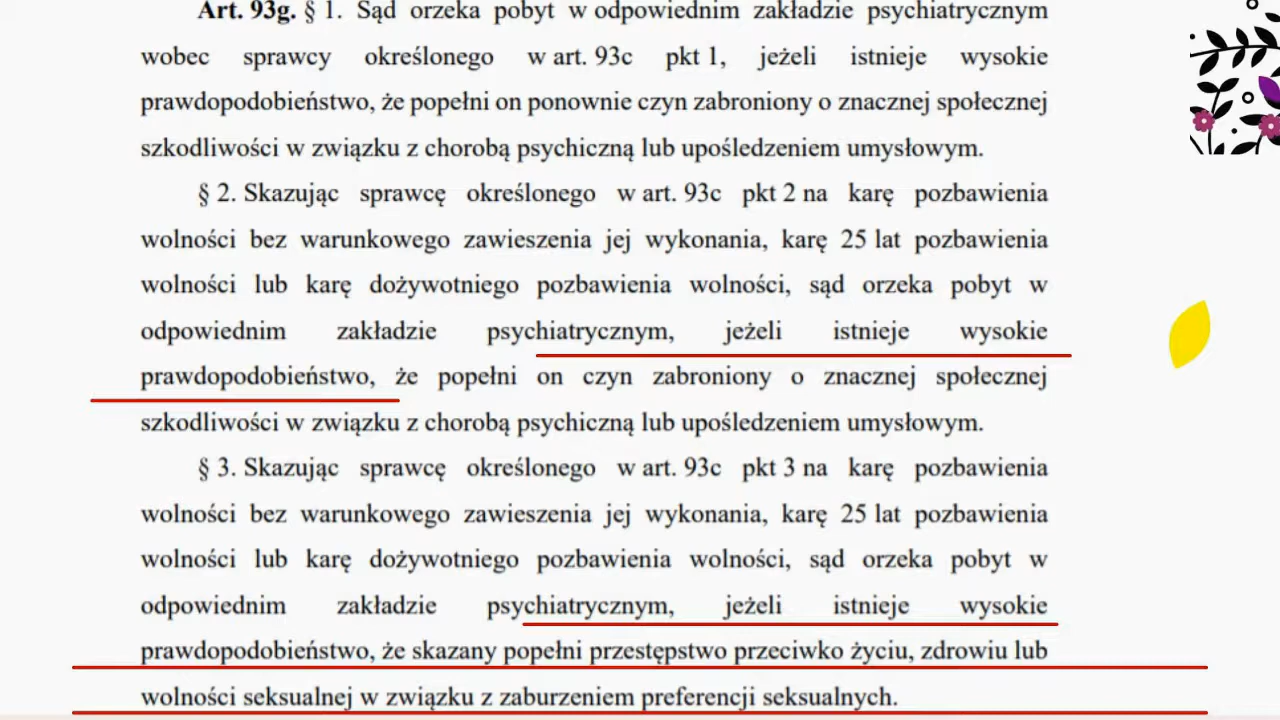 Art. 93g. § 1. Sąd orzeka pobyt w odpowiednim zakładzie psychiatrycznym
wobec sprawcy określonego w art. 93c pkt 1, jeżeli istnieje wysokie
prawdopodobieństwo, że popełni on ponownie czyn zabroniony o znacznej społecznej
szkodliwości w związku z chorobą psychiczną lub upośledzeniem umysłowym.
§ 2. Skazując sprawcę określonego w art. 93c pkt 2 na karę pozbawienia
wolności bez warunkowego zawieszenia jej wykonania, karę 25 lat pozbawienia
wolności lub karę dożywotniego pozbawienia wolności, sąd orzeka pobyt w
odpowiednim zakładzie psychiatrycznym, jeżeli istnieje wysokie
prawdopodobieństwo, że popełni on czyn zabroniony o znacznej społecznej
szkodliwości w związku z chorobą psychiczną lub upośledzeniem umysłowym.
§ 3. Skazując sprawcę określonego w art. 93c pkt 3 na karę pozbawienia
wolności bez warunkowego zawieszenia jej wykonania, karę 25 lat pozbawienia
wolności lub karę dożywotniego pozbawienia wolności, sąd orzeka pobyt w
odpowiednim zakładzie psychiatrycznym, jeżeli istnieje wysokie
prawdopodobieństwo, że skazany popełni przestępstwo przeciwko życiu, zdrowiu lub
wolności seksualnej w związku z zaburzeniem preferencji seksualnych.